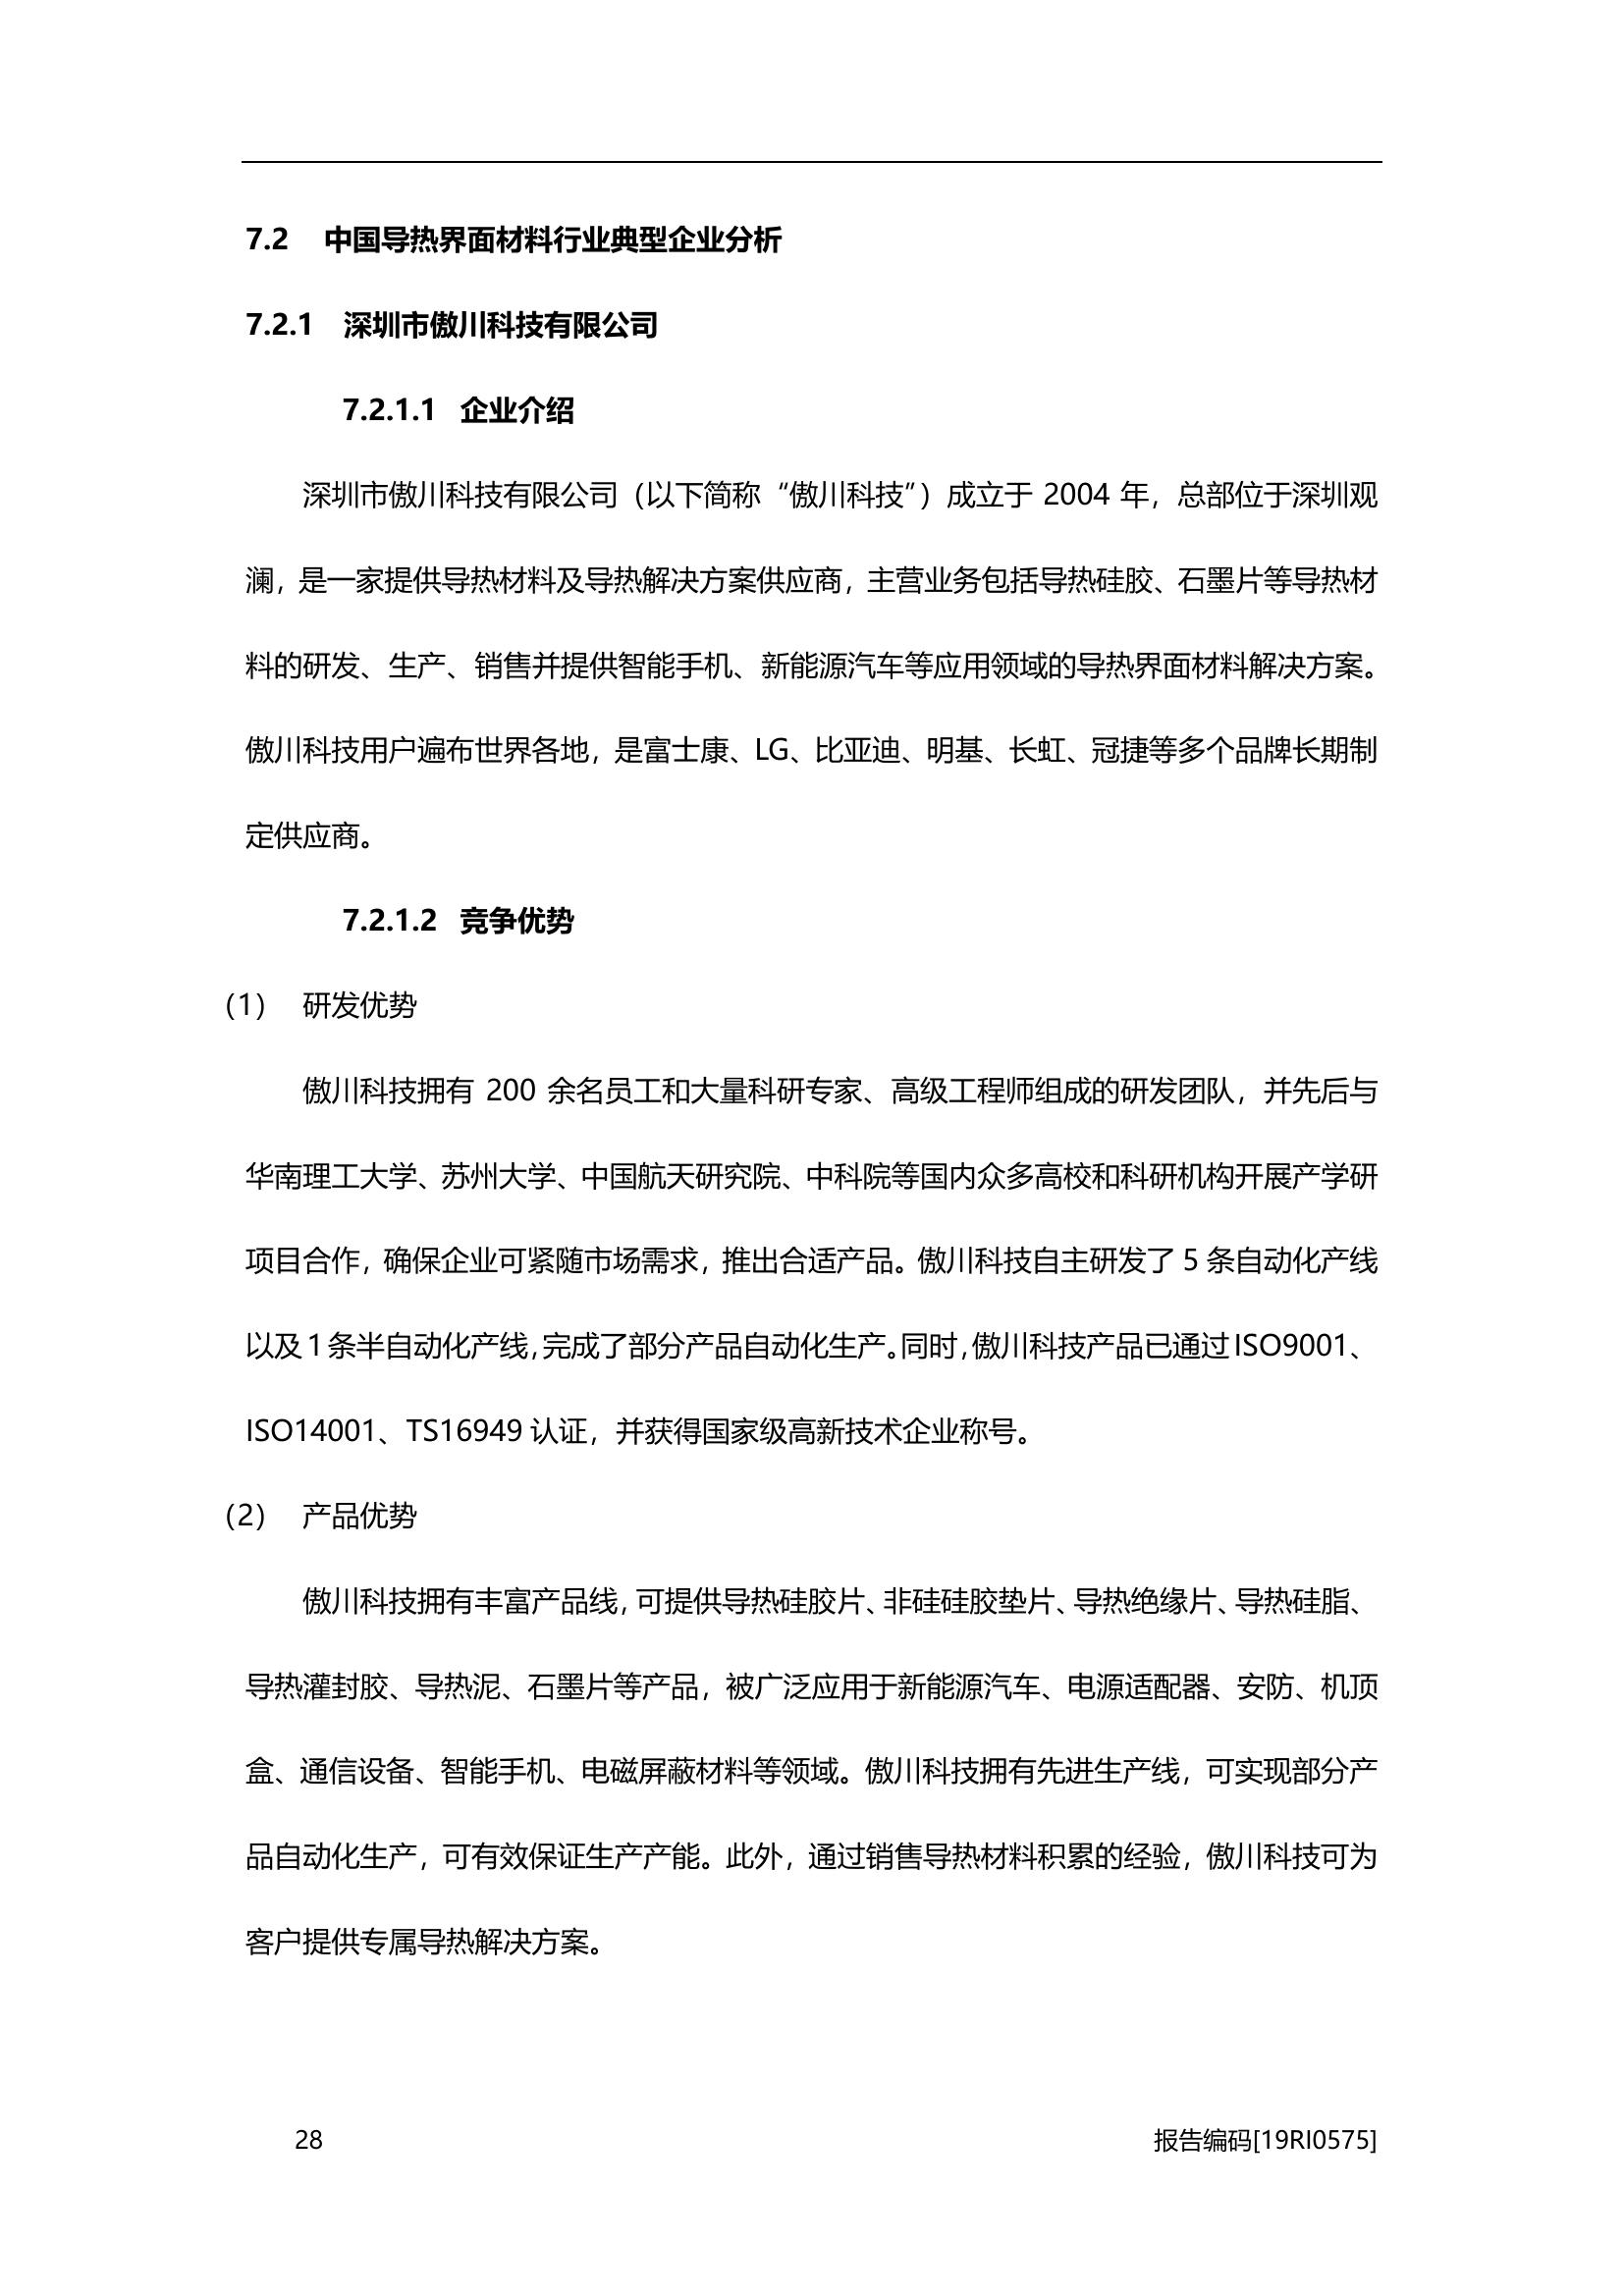 7.2 中国导热界面材料行业典型企业分析
7.2.1 深圳市傲川科技有限公司
7.2.1.1 企业介绍
深圳市傲川科技有限公司（以下简称“傲川科技”）成立于 2004 年，总部位于深圳观
澜，是一家提供导热材料及导热解决方案供应商，主营业务包括导热硅胶、石墨片等导热材
料的研发、生产、销售并提供智能手机、新能源汽车等应用领域的导热界面材料解决方案。
傲川科技用户遍布世界各地，是富士康、LG、比亚迪、明基、长虹、冠捷等多个品牌长期制
定供应商。
7.2.1.2 竞争优势
（1） 研发优势
傲川科技拥有 200 余名员工和大量科研专家、高级工程师组成的研发团队，并先后与
华南理工大学、苏州大学、中国航天研究院、中科院等国内众多高校和科研机构开展产学研
项目合作，确保企业可紧随市场需求，推出合适产品。傲川科技自主研发了 5 条自动化产线
以及 1 条半自动化产线，完成了部分产品自动化生产。同时，傲川科技产品已通过 ISO9001、
ISO14001、TS16949 认证，并获得国家级高新技术企业称号。
（2） 产品优势
傲川科技拥有丰富产品线，可提供导热硅胶片、非硅硅胶垫片、导热绝缘片、导热硅脂、
导热灌封胶、导热泥、石墨片等产品，被广泛应用于新能源汽车、电源适配器、安防、机顶
盒、通信设备、智能手机、电磁屏蔽材料等领域。傲川科技拥有先进生产线，可实现部分产
品自动化生产，可有效保证生产产能。此外，通过销售导热材料积累的经验，傲川科技可为
客户提供专属导热解决方案。
28 报告编码[19RI0575]